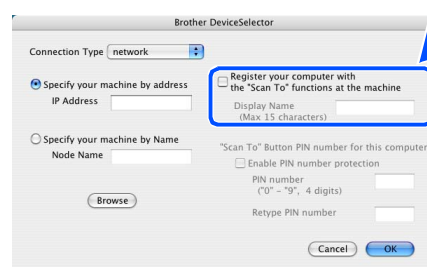 Brother DeviceSelector
Connection Type network
Specify your machine by address
IP Address
Specify your machine by Name
Node Name
Browse
Register your computer with
the "Scan To" functions at the machine
Display Name
(Max 15 characters)
"Scan To" Button PIN number for this computer
Enable PIN number protection
PIN number
("0" - "9", 4 digits)
Retype PIN number
Cancel OK